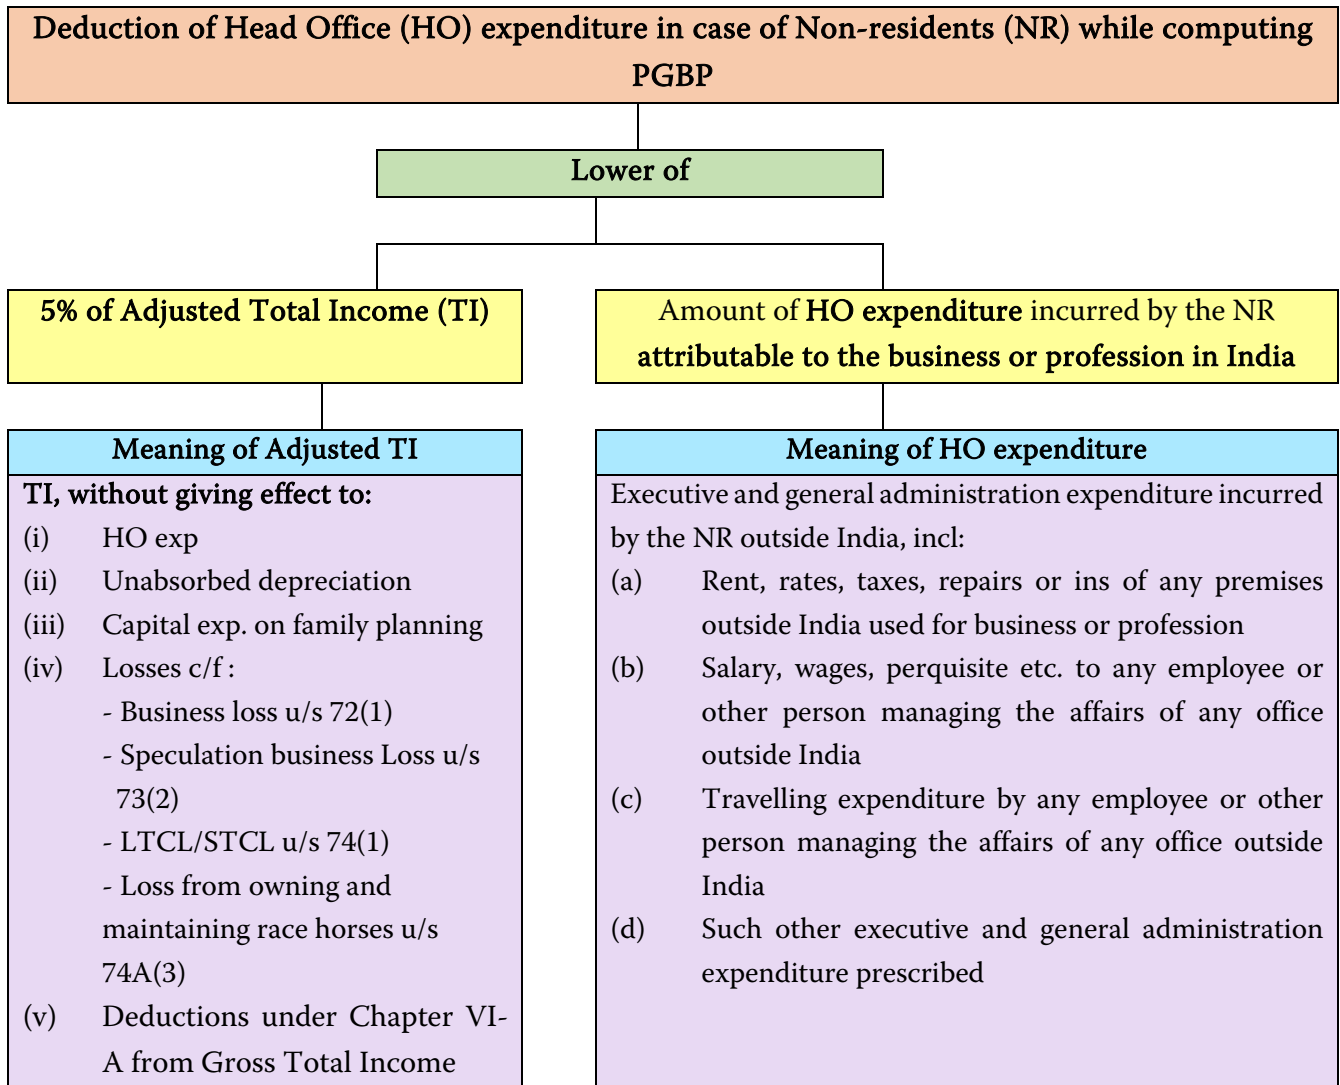 Deduction of Head Office (HO) expenditure in case of Non-residents (NR) while computing
PGBP
Lower of
5% of Adjusted Total Income (TI)
Amount of HO expenditure incurred by the NR
attributable to the business or profession in India
Meaning of Adjusted TI
TI, without giving effect to:
(i) HO exp
(ii) Unabsorbed depreciation
(iii) Capital exp. on family planning
(iv) Losses c/f :
- Business loss u/s 72(1)
- Speculation business Loss u/s
73(2)
- LTCL/STCL u/s 74(1)
- Loss from owning and
maintaining race horses u/s
74A(3)
(v) Deductions under Chapter VI-
A from Gross Total Income
Meaning of HO expenditure
Executive and general administration expenditure incurred
by the NR outside India, incl:
(a) Rent, rates, taxes, repairs or ins of any premises
outside India used for business or profession
(b) Salary, wages, perquisite etc. to any employee or
other person managing the affairs of any office
outside India
(c) Travelling expenditure by any employee or other
person managing the affairs of any office outside
India
(d) Such other executive and general administration
expenditure prescribed